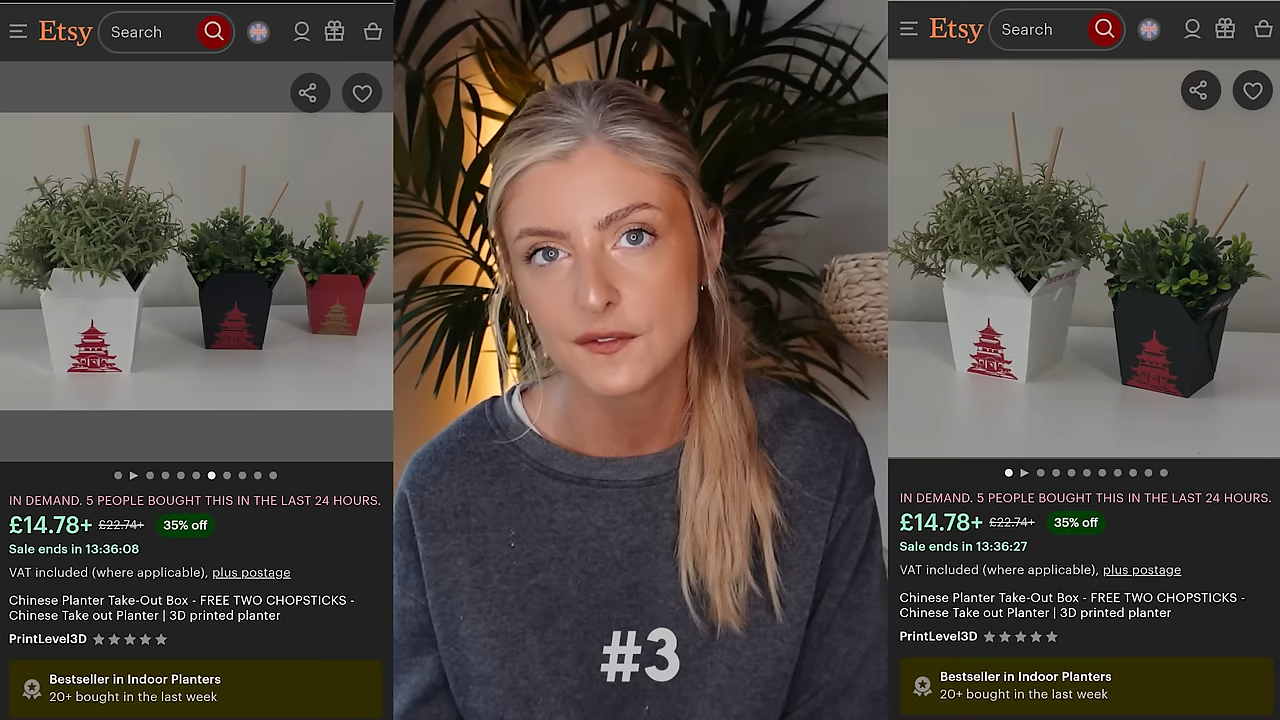 Etsy
Search
IN DEMAND. 5 PEOPLE BOUGHT THIS IN THE LAST 24 HOURS.
£14.78+ £22.74+ 35% off
Sale ends in 13:36:08
VAT included (where applicable), plus postage
Chinese Planter Take-Out Box - FREE TWO CHOPSTICKS -
Chinese Take out Planter | 3D printed planter
PrintLevel3D
Bestseller in Indoor Planters
20+ bought in the last week
#3
Etsy
Search
IN DEMAND. 5 PEOPLE BOUGHT THIS IN THE LAST 24 HOURS.
£14.78+ £22.74+ 35% off
Sale ends in 13:36:27
VAT included (where applicable), plus postage
Chinese Planter Take-Out Box - FREE TWO CHOPSTICKS -
Chinese Take out Planter | 3D printed planter
PrintLevel3D
Bestseller in Indoor Planters
20+ bought in the last week